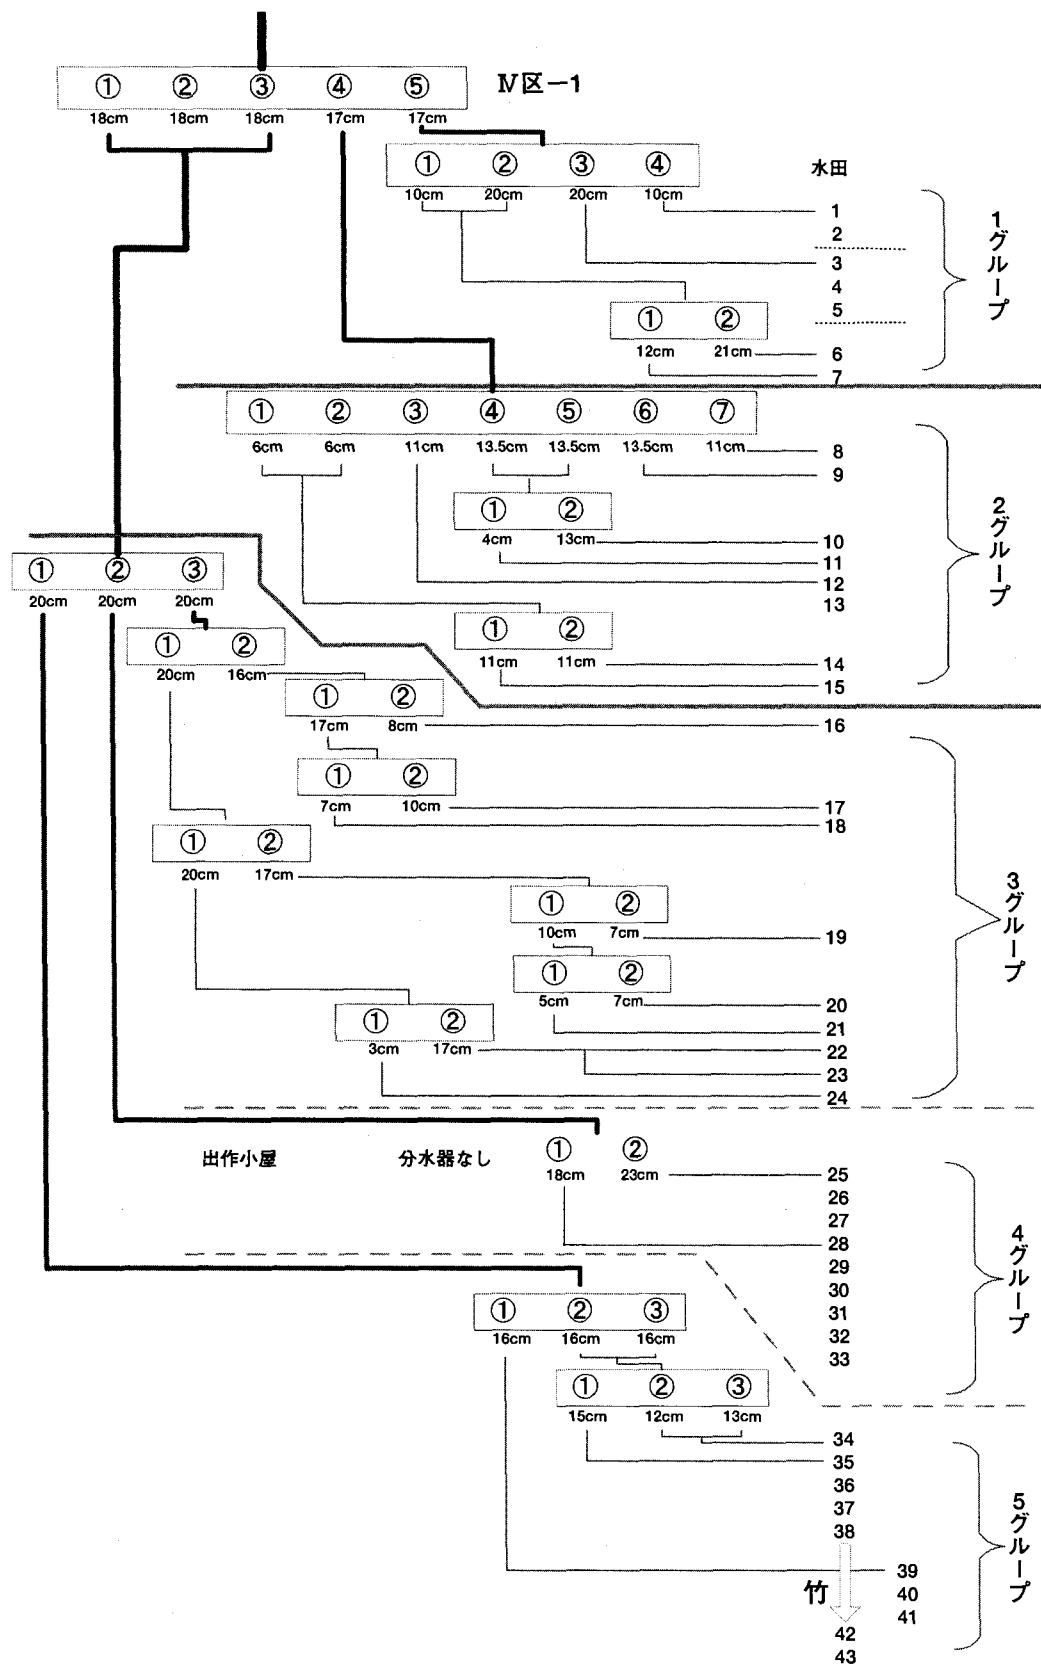 Ⅳ区－1
① ② ③ ④ ⑤
18cm 18cm 18cm 17cm 17cm
① ② ③ ④
10cm 20cm 20cm 10cm
水田
1
2
3
4
5
① ②
12cm 21cm
6
7
1グループ
① ② ③ ④ ⑤ ⑥ ⑦
6cm 6cm 11cm 13.5cm 13.5cm 13.5cm 11cm
8
9
① ②
4cm 13cm
10
11
12
13
① ②
11cm 11cm
14
15
2グループ
① ② ③
20cm 20cm 20cm
① ②
20cm 16cm
① ②
17cm 8cm
16
① ②
7cm 10cm
17
18
① ②
20cm 17cm
① ②
10cm 7cm
19
① ②
5cm 7cm
20
21
① ②
3cm 17cm
22
23
24
3グループ
出作小屋 分水器なし
① ②
18cm 23cm
25
26
27
28
29
30
31
32
33
4グループ
① ② ③
16cm 16cm 16cm
① ② ③
15cm 12cm 13cm
34
35
36
37
38
竹
39
40
41
42
43
5グループ